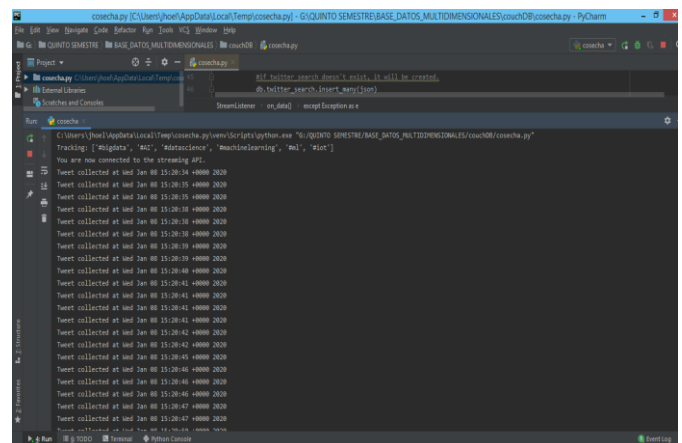 cosecha.py [C:\Users\jhoel\AppData\Local\Temp\cosecha.py] - G:\QUINTO SEMESTRE\BASE_DATOS_MULTIDIMENSIONALES\couchDB\cosecha.py - PyCharm
File Edit View Navigate Code Refactor Run Tools VCS Window Help
G: QUINTO SEMESTRE BASE_DATOS_MULTIDIMENSIONALES couchDB cosecha.py
cosecha
Project
cosecha.py
cosecha.py C:\Users\jhoel\AppData\Local\Temp\cos
#if twitter_search doesn't exist, it will be created.
External Libraries
db.twitter_search.insert_many(json)
Scratches and Consoles
StreamListener on_data() except Exception as e
Run: cosecha
C:\Users\jhoel\AppData\Local\Temp\cosecha.py\venv\Scripts\python.exe "G:/QUINTO SEMESTRE/BASE_DATOS_MULTIDIMENSIONALES/couchDB/cosecha.py"
Tracking: ['#bigdata', '#AI', '#datascience', '#machinelearning', '#ml', '#iot']
You are now connected to the streaming API.
Tweet collected at Wed Jan 08 15:20:34 +0000 2020
Tweet collected at Wed Jan 08 15:20:35 +0000 2020
Tweet collected at Wed Jan 08 15:20:35 +0000 2020
Tweet collected at Wed Jan 08 15:20:38 +0000 2020
Tweet collected at Wed Jan 08 15:20:38 +0000 2020
Tweet collected at Wed Jan 08 15:20:38 +0000 2020
Tweet collected at Wed Jan 08 15:20:39 +0000 2020
Tweet collected at Wed Jan 08 15:20:39 +0000 2020
Tweet collected at Wed Jan 08 15:20:40 +0000 2020
Tweet collected at Wed Jan 08 15:20:41 +0000 2020
Tweet collected at Wed Jan 08 15:20:41 +0000 2020
Tweet collected at Wed Jan 08 15:20:41 +0000 2020
Tweet collected at Wed Jan 08 15:20:41 +0000 2020
Tweet collected at Wed Jan 08 15:20:42 +0000 2020
Tweet collected at Wed Jan 08 15:20:42 +0000 2020
Tweet collected at Wed Jan 08 15:20:45 +0000 2020
Tweet collected at Wed Jan 08 15:20:46 +0000 2020
Tweet collected at Wed Jan 08 15:20:46 +0000 2020
Tweet collected at Wed Jan 08 15:20:46 +0000 2020
Tweet collected at Wed Jan 08 15:20:47 +0000 2020
Tweet collected at Wed Jan 08 15:20:47 +0000 2020
1: Project
Z: Structure
2: Favorites
4: Run 6: TODO Terminal Python Console
Event Log